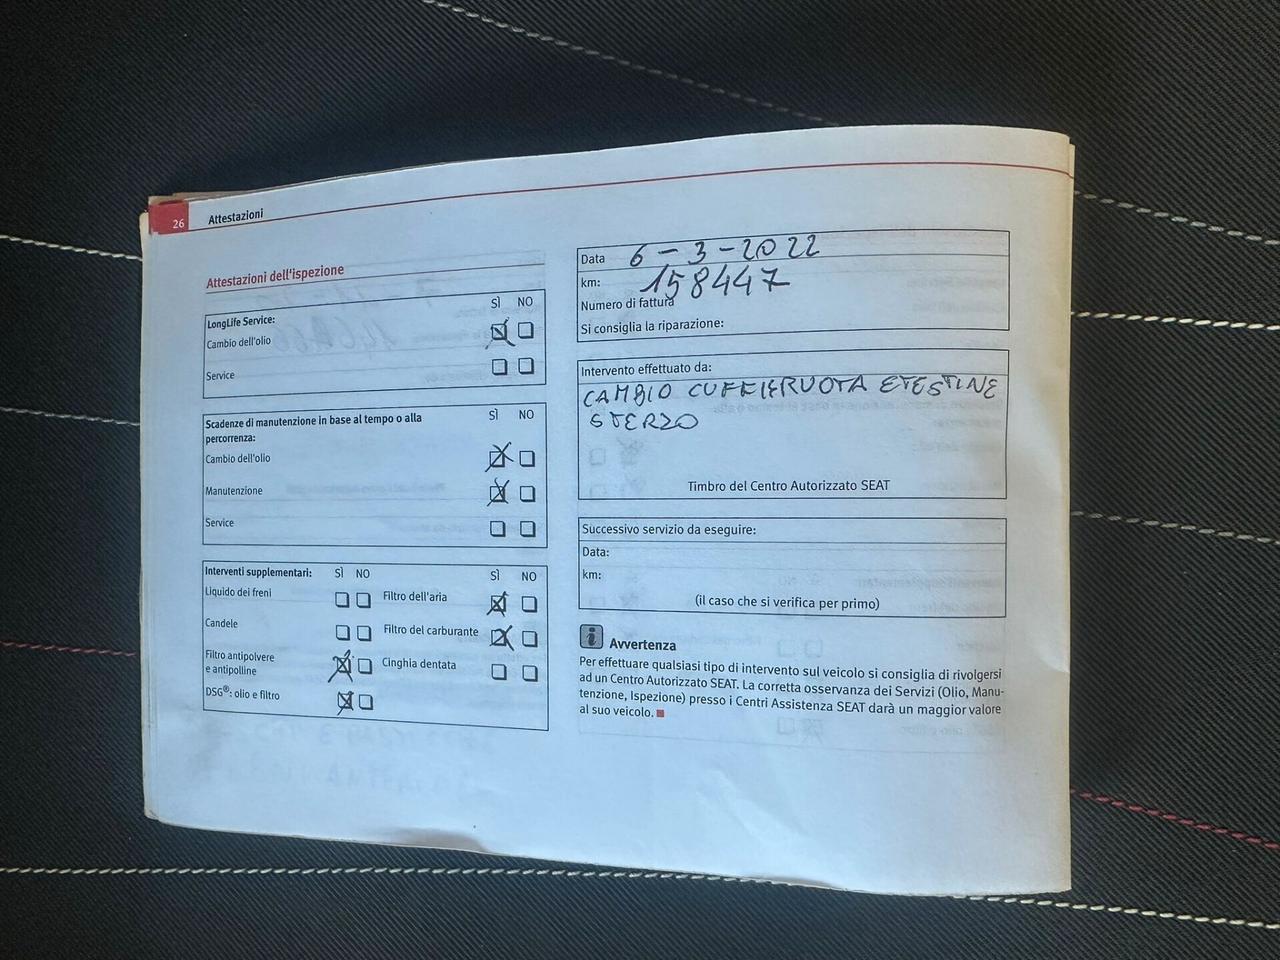 26 Attestazioni
Attestazioni dell'ispezione
SÌ NO
LongLife Service:
Cambio dell'olio
Service
SÌ NO
Scadenze di manutenzione in base al tempo o alla
percorrenza:
Cambio dell'olio
Manutenzione
Service
Interventi supplementari: SÌ NO SÌ NO
Liquido dei freni Filtro dell'aria
Candele Filtro del carburante
Filtro antipolvere
e antipolline Cinghia dentata
DSG®: olio e filtro
Data 6-3-2022
km: 158447
Numero di fattura
Si consiglia la riparazione:
Intervento effettuato da:
CAMBIO CUFFIERUOTA ETESTINE
STERZO
Timbro del Centro Autorizzato SEAT
Successivo servizio da eseguire:
Data:
km:
(il caso che si verifica per primo)
i Avvertenza
Per effettuare qualsiasi tipo di intervento sul veicolo si consiglia di rivolgersi
ad un Centro Autorizzato SEAT. La corretta osservanza dei Servizi (Olio, Manu-
tenzione, Ispezione) presso i Centri Assistenza SEAT darà un maggior valore
al suo veicolo.